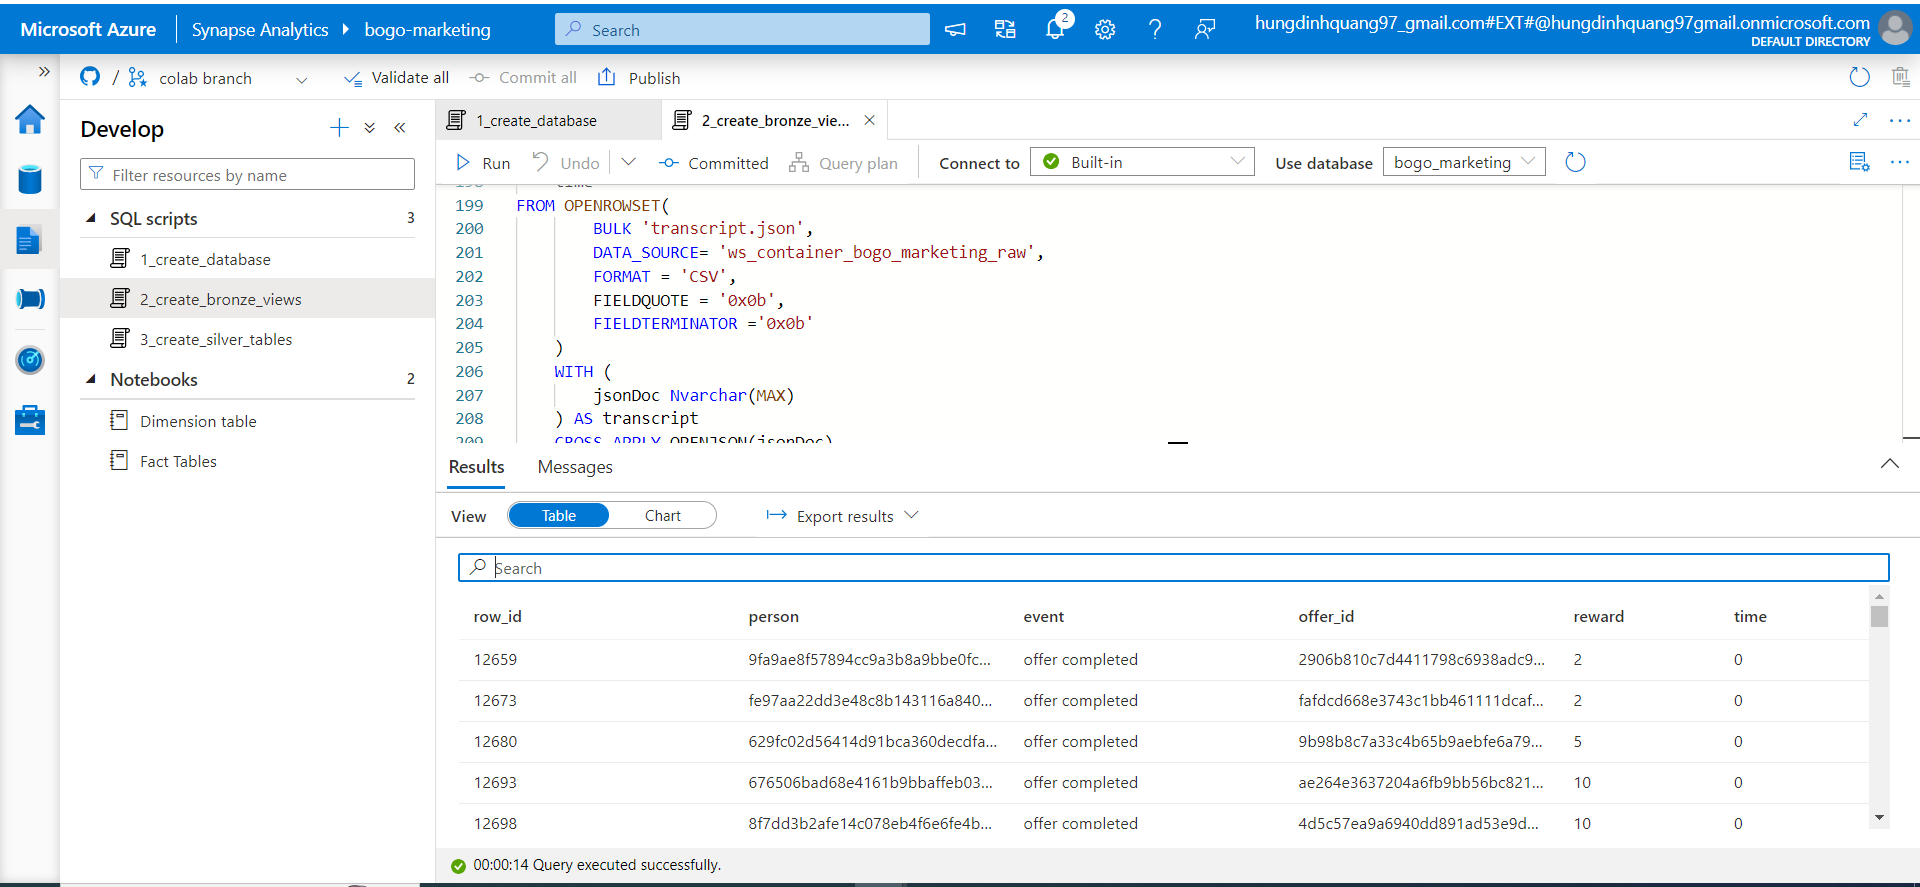 Microsoft Azure
Synapse Analytics
bogo-marketing
Search
2
hungdinhquang97_gmail.com#EXT#@hungdinhquang97gmail.onmicrosoft.com
DEFAULT DIRECTORY
/ colab branch
Validate all
Commit all
Publish
Develop
Filter resources by name
SQL scripts 3
1_create_database
2_create_bronze_views
3_create_silver_tables
Notebooks 2
Dimension table
Fact Tables
1_create_database
2_create_bronze_vie...
Run
Undo
Committed
Query plan
Connect to
Built-in
Use database
bogo_marketing
198 time
199 FROM OPENROWSET(
200 BULK 'transcript.json',
201 DATA_SOURCE= 'ws_container_bogo_marketing_raw',
202 FORMAT = 'CSV',
203 FIELDQUOTE = '0x0b',
204 FIELDTERMINATOR ='0x0b'
205 )
206 WITH (
207 jsonDoc Nvarchar(MAX)
208 ) AS transcript
209 CROSS APPLY OPENJSON(jsonDoc)
Results
Messages
View
Table
Chart
Export results
Search
row_id person event offer_id reward time
12659 9fa9ae8f57894cc9a3b8a9bbe0fc... offer completed 2906b810c7d4411798c6938adc9... 2 0
12673 fe97aa22dd3e48c8b143116a840... offer completed fafdcd668e3743c1bb461111dcaf... 2 0
12680 629fc02d56414d91bca360decdfa... offer completed 9b98b8c7a33c4b65b9aebfe6a79... 5 0
12693 676506bad68e4161b9bbaffeb03... offer completed ae264e3637204a6fb9bb56bc821... 10 0
12698 8f7dd3b2afe14c078eb4f6e6fe4b... offer completed 4d5c57ea9a6940dd891ad53e9d... 10 0
00:00:14 Query executed successfully.